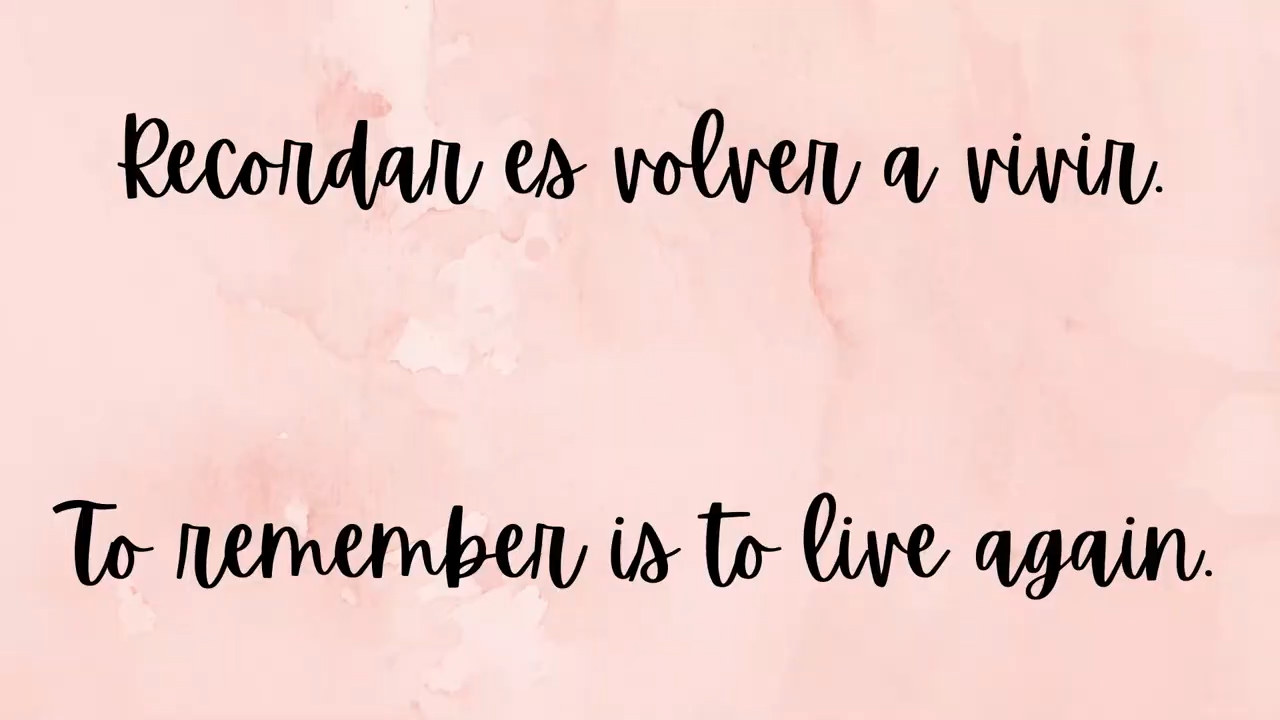 Recordar es volver a vivir.
To remember is to live again.